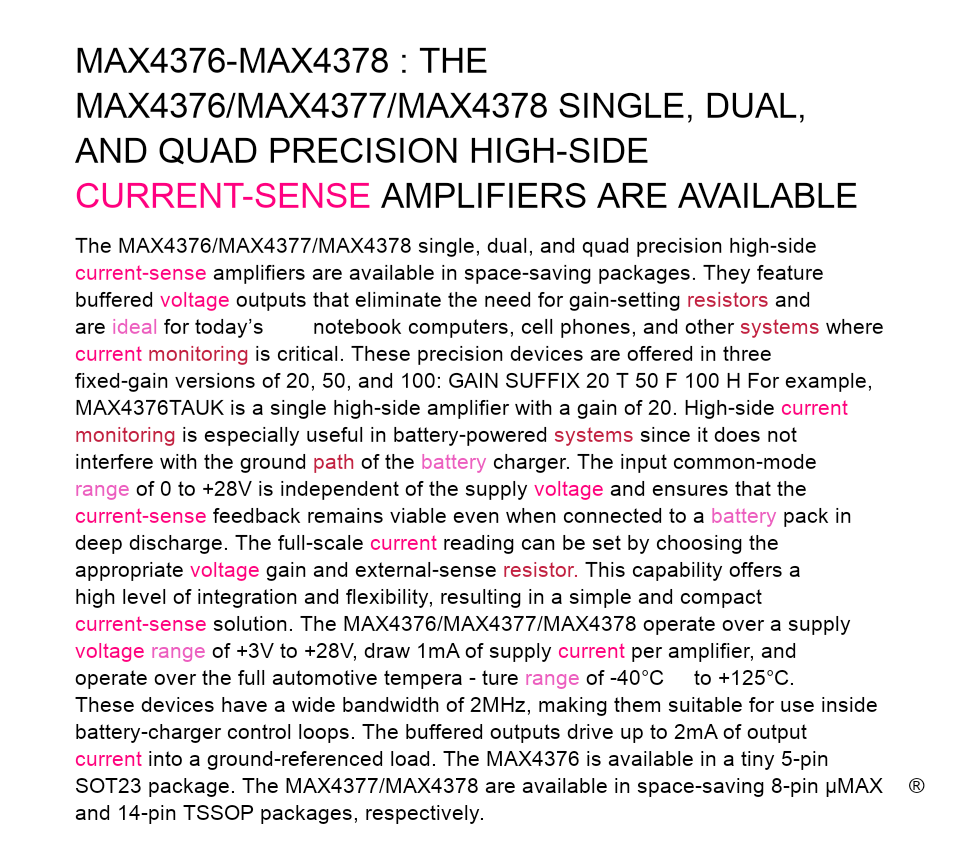 MAX4376-MAX4378 : THE
MAX4376/MAX4377/MAX4378 SINGLE, DUAL,
AND QUAD PRECISION HIGH-SIDE
CURRENT-SENSE AMPLIFIERS ARE AVAILABLE
The MAX4376/MAX4377/MAX4378 single, dual, and quad precision high-side
current-sense amplifiers are available in space-saving packages. They feature
buffered voltage outputs that eliminate the need for gain-setting resistors and
are ideal for today’s notebook computers, cell phones, and other systems where
current monitoring is critical. These precision devices are offered in three
fixed-gain versions of 20, 50, and 100: GAIN SUFFIX 20 T 50 F 100 H For example,
MAX4376TAUK is a single high-side amplifier with a gain of 20. High-side current
monitoring is especially useful in battery-powered systems since it does not
interfere with the ground path of the battery charger. The input common-mode
range of 0 to +28V is independent of the supply voltage and ensures that the
current-sense feedback remains viable even when connected to a battery pack in
deep discharge. The full-scale current reading can be set by choosing the
appropriate voltage gain and external-sense resistor. This capability offers a
high level of integration and flexibility, resulting in a simple and compact
current-sense solution. The MAX4376/MAX4377/MAX4378 operate over a supply
voltage range of +3V to +28V, draw 1mA of supply current per amplifier, and
operate over the full automotive tempera - ture range of -40°C to +125°C.
These devices have a wide bandwidth of 2MHz, making them suitable for use inside
battery-charger control loops. The buffered outputs drive up to 2mA of output
current into a ground-referenced load. The MAX4376 is available in a tiny 5-pin
SOT23 package. The MAX4377/MAX4378 are available in space-saving 8-pin µMAX ®
and 14-pin TSSOP packages, respectively.